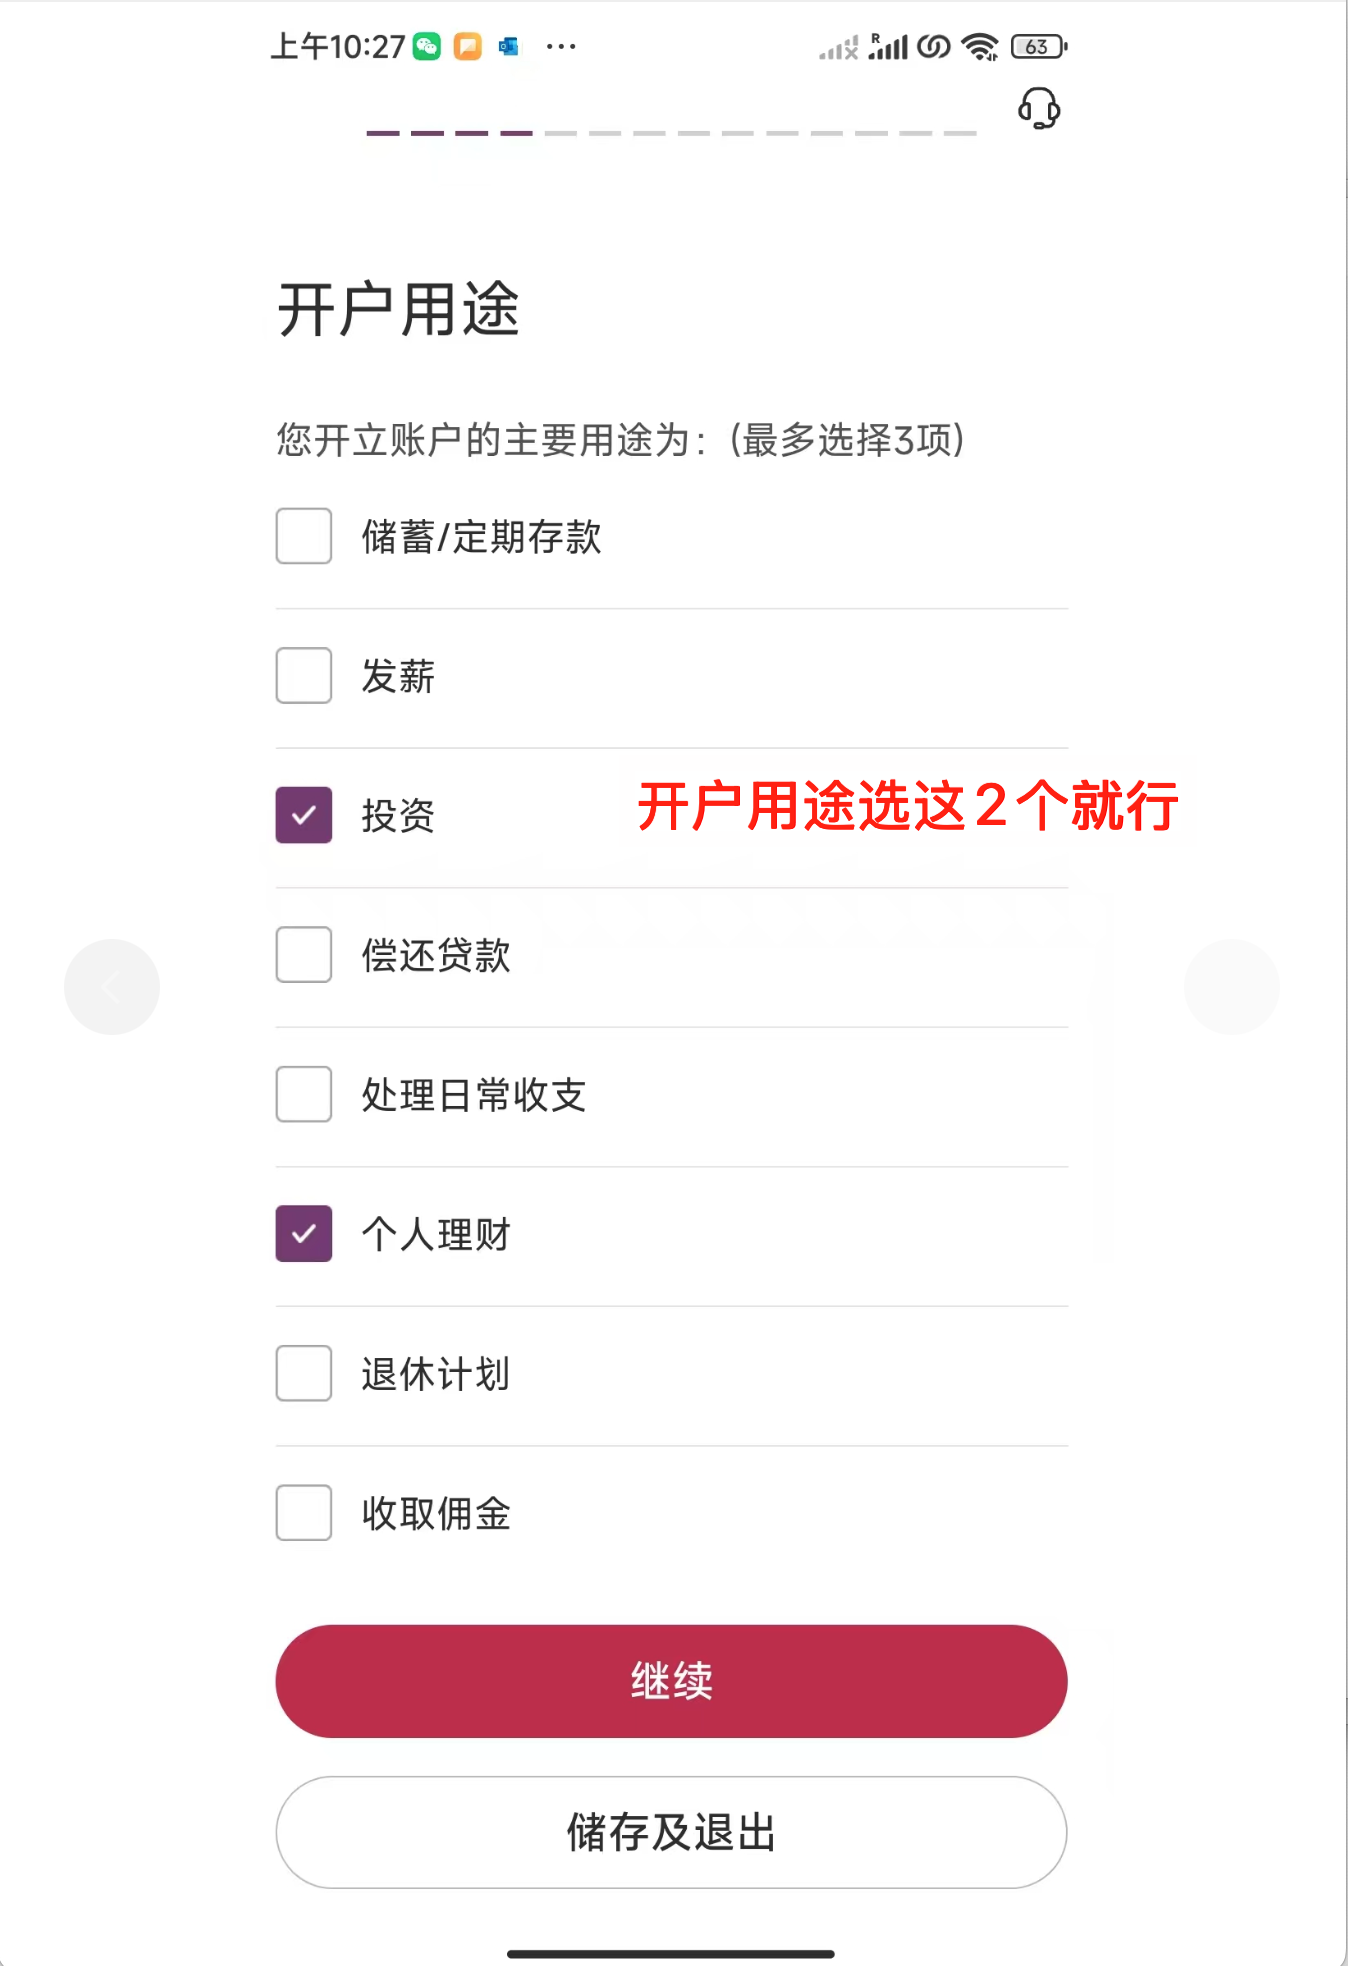 上午10:27 ··· R 63
开户用途
您开立账户的主要用途为：(最多选择3项)
储蓄/定期存款
发薪
投资
开户用途选这2个就行
偿还贷款
处理日常收支
个人理财
退休计划
收取佣金
继续
储存及退出